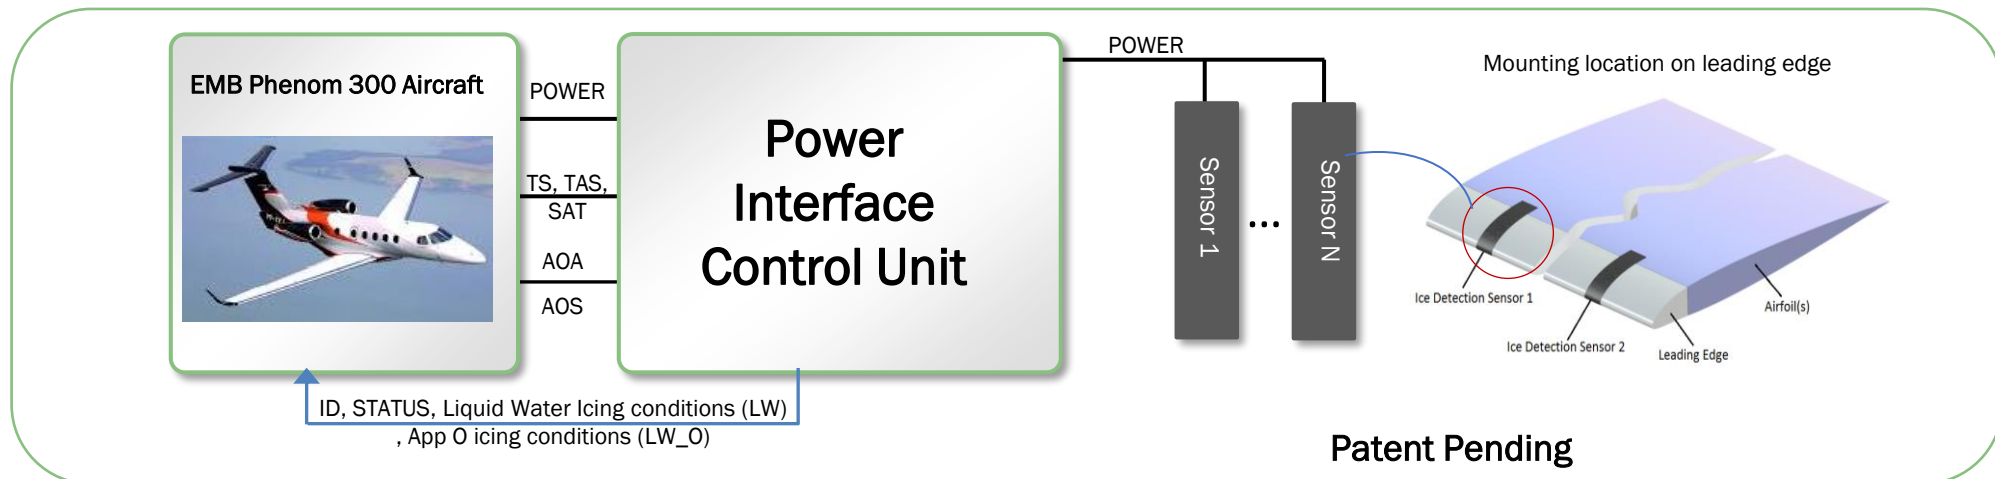 EMB Phenom 300 Aircraft
POWER
TS, TAS,
SAT
AOA
AOS
Power
Interface
Control Unit
POWER
Sensor 1
...
Sensor N
Mounting location on leading edge
Ice Detection Sensor 1
Ice Detection Sensor 2
Leading Edge
Airfoil(s)
ID, STATUS, Liquid Water Icing conditions (LW)
, App O icing conditions (LW_O)
Patent Pending